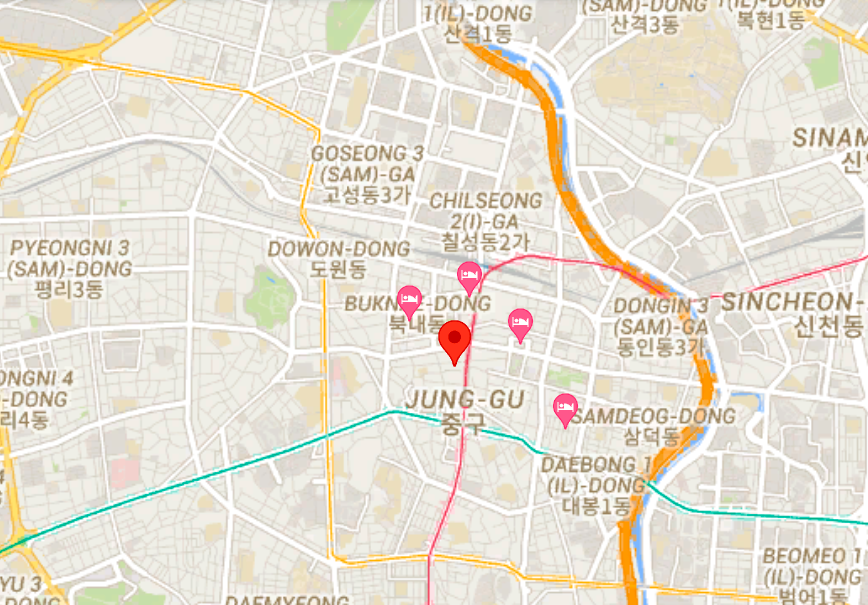 1(IL)-DONG
산격1동
(SAM)-DONG
산격3동
1(IL)-DONG
복현1동
SINAM
GOSEONG 3
(SAM)-GA
고성동3가
CHILSEONG
2(I)-GA
칠성동2가
PYEONGNI 3
(SAM)-DONG
평리3동
DOWON-DONG
도원동
DONG
북내동
DONGIN 3
(SAM)-GA
동인동3가
SINCHEON-
신천동
ONGNI 4
-DONG
리4동
JUNG-GU
중구
SAMDEOG-DONG
삼덕동
DAEBONG 1
(IL)-DONG
대봉1동
BEOMEO 1
(IL)-DONG
범어1동
YU 3
DONG
DAEMYEONG